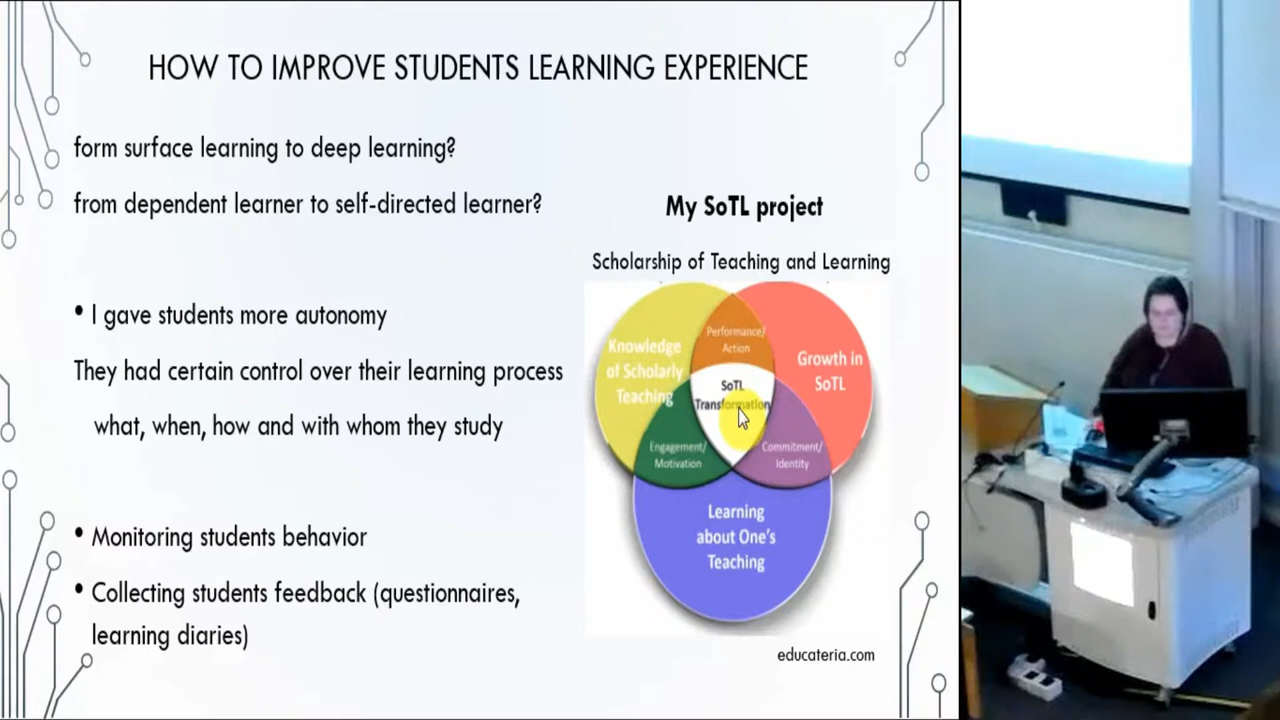 HOW TO IMPROVE STUDENTS LEARNING EXPERIENCE
form surface learning to deep learning?
from dependent learner to self-directed learner?
• I gave students more autonomy
They had certain control over their learning process
what, when, how and with whom they study
• Monitoring students behavior
• Collecting students feedback (questionnaires,
learning diaries)
My SoTL project
Scholarship of Teaching and Learning
Performance/
Action
Knowledge
of Scholarly
Teaching
Growth in
SoTL
SoTL
Transformation
Engagement/
Motivation
Commitment/
Identity
Learning
about One's
Teaching
educateria.com